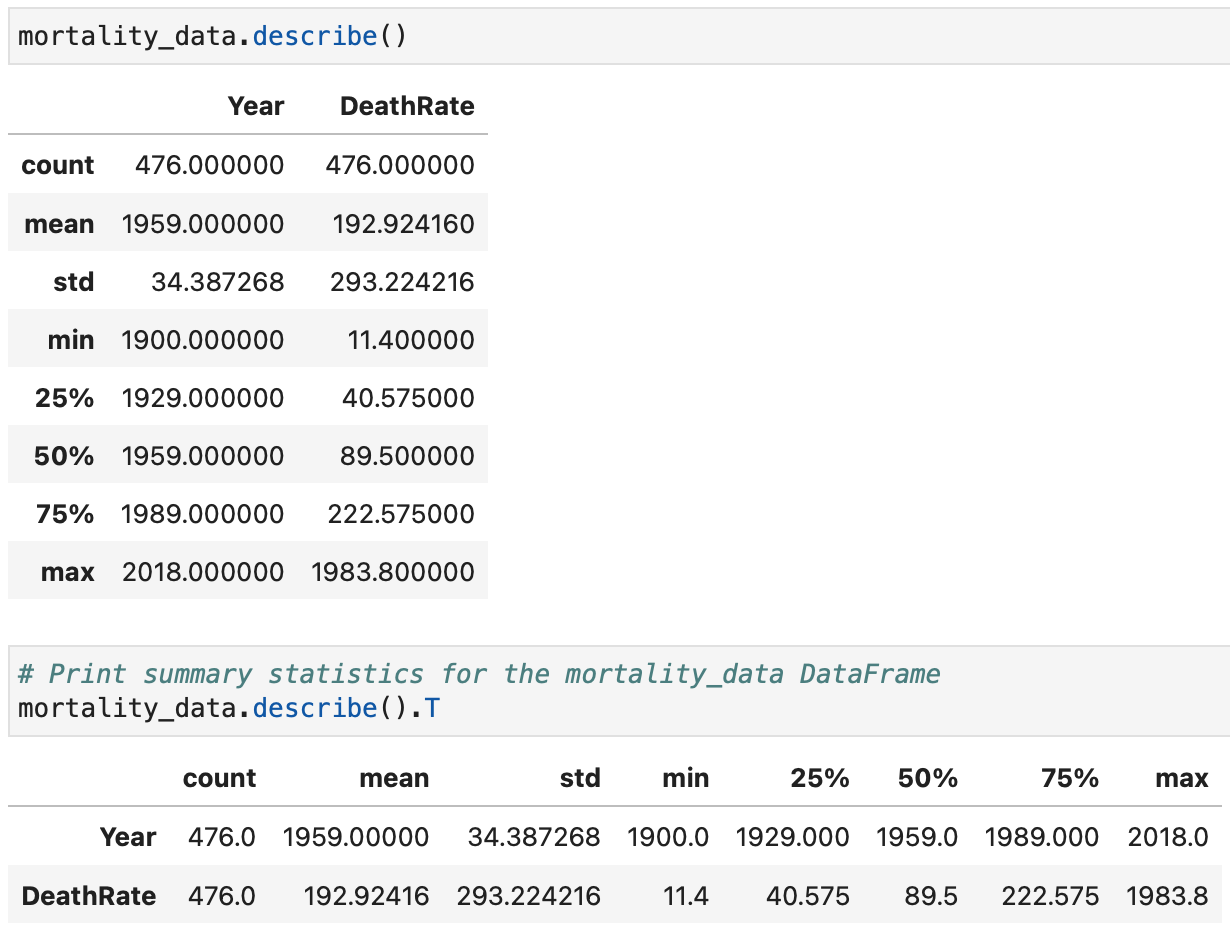 mortality_data.describe()
Year DeathRate
count 476.000000 476.000000
mean 1959.000000 192.924160
std 34.387268 293.224216
min 1900.000000 11.400000
25% 1929.000000 40.575000
50% 1959.000000 89.500000
75% 1989.000000 222.575000
max 2018.000000 1983.800000
# Print summary statistics for the mortality_data DataFrame
mortality_data.describe().T
count mean std min 25% 50% 75% max
Year 476.0 1959.00000 34.387268 1900.0 1929.000 1959.0 1989.000 2018.0
DeathRate 476.0 192.92416 293.224216 11.4 40.575 89.5 222.575 1983.8